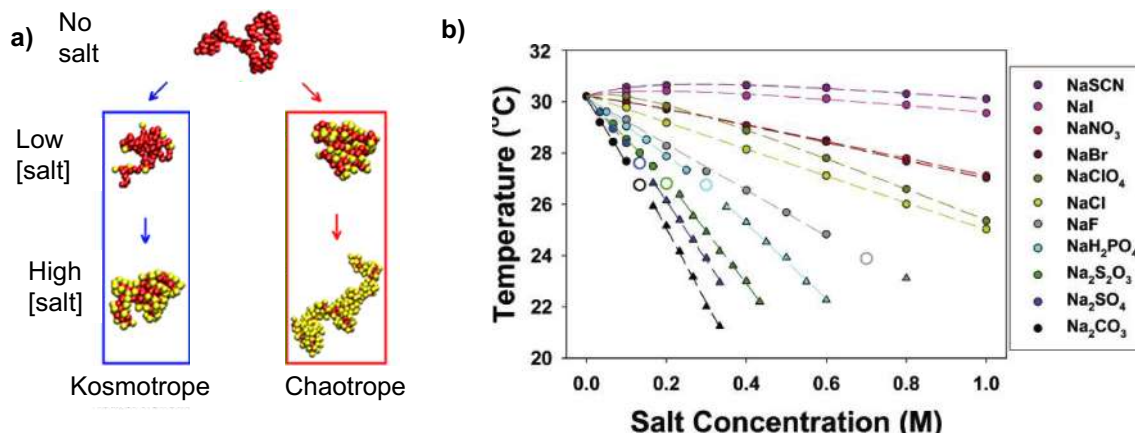 a)
No
salt
Low
[salt]
High
[salt]
Kosmotrope
Chaotrope
b)
Temperature (°C)
32
30
28
26
24
22
20
0.0 0.2 0.4 0.6 0.8 1.0
Salt Concentration (M)
NaSCN
NaI
NaNO₃
NaBr
NaClO₄
NaCl
NaF
NaH₂PO₄
Na₂S₂O₃
Na₂SO₄
Na₂CO₃